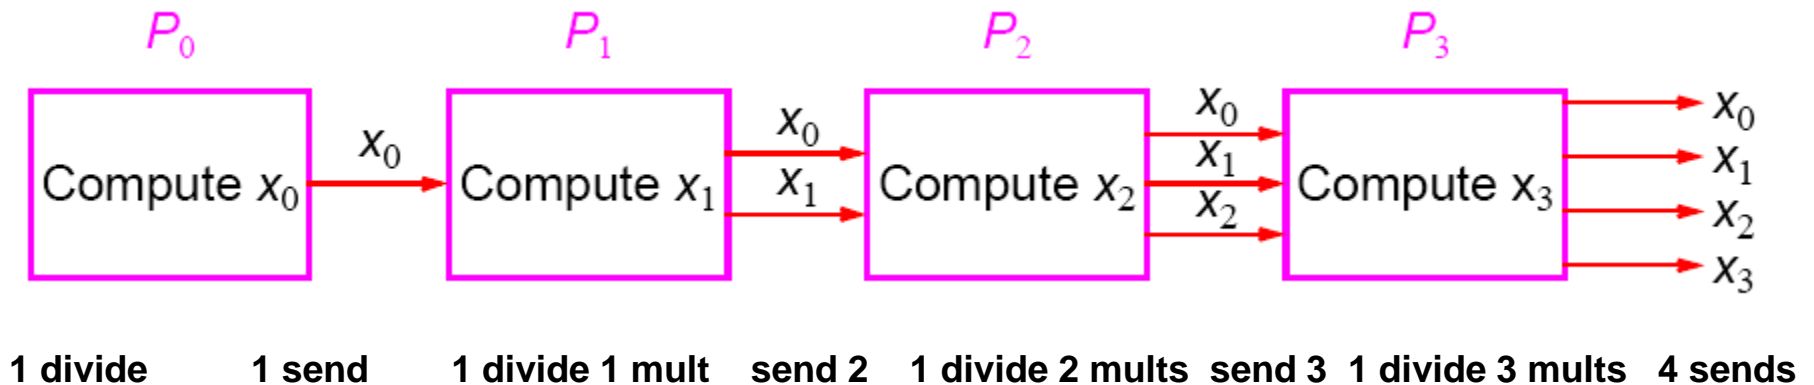 P0 P1 P2 P3
x0
x0 x0 x0
x1 x1
Compute x0 Compute x1 Compute x2 Compute x3
x1 x2 x2
x3
1 divide 1 send 1 divide 1 mult send 2 1 divide 2 mults send 3 1 divide 3 mults 4 sends